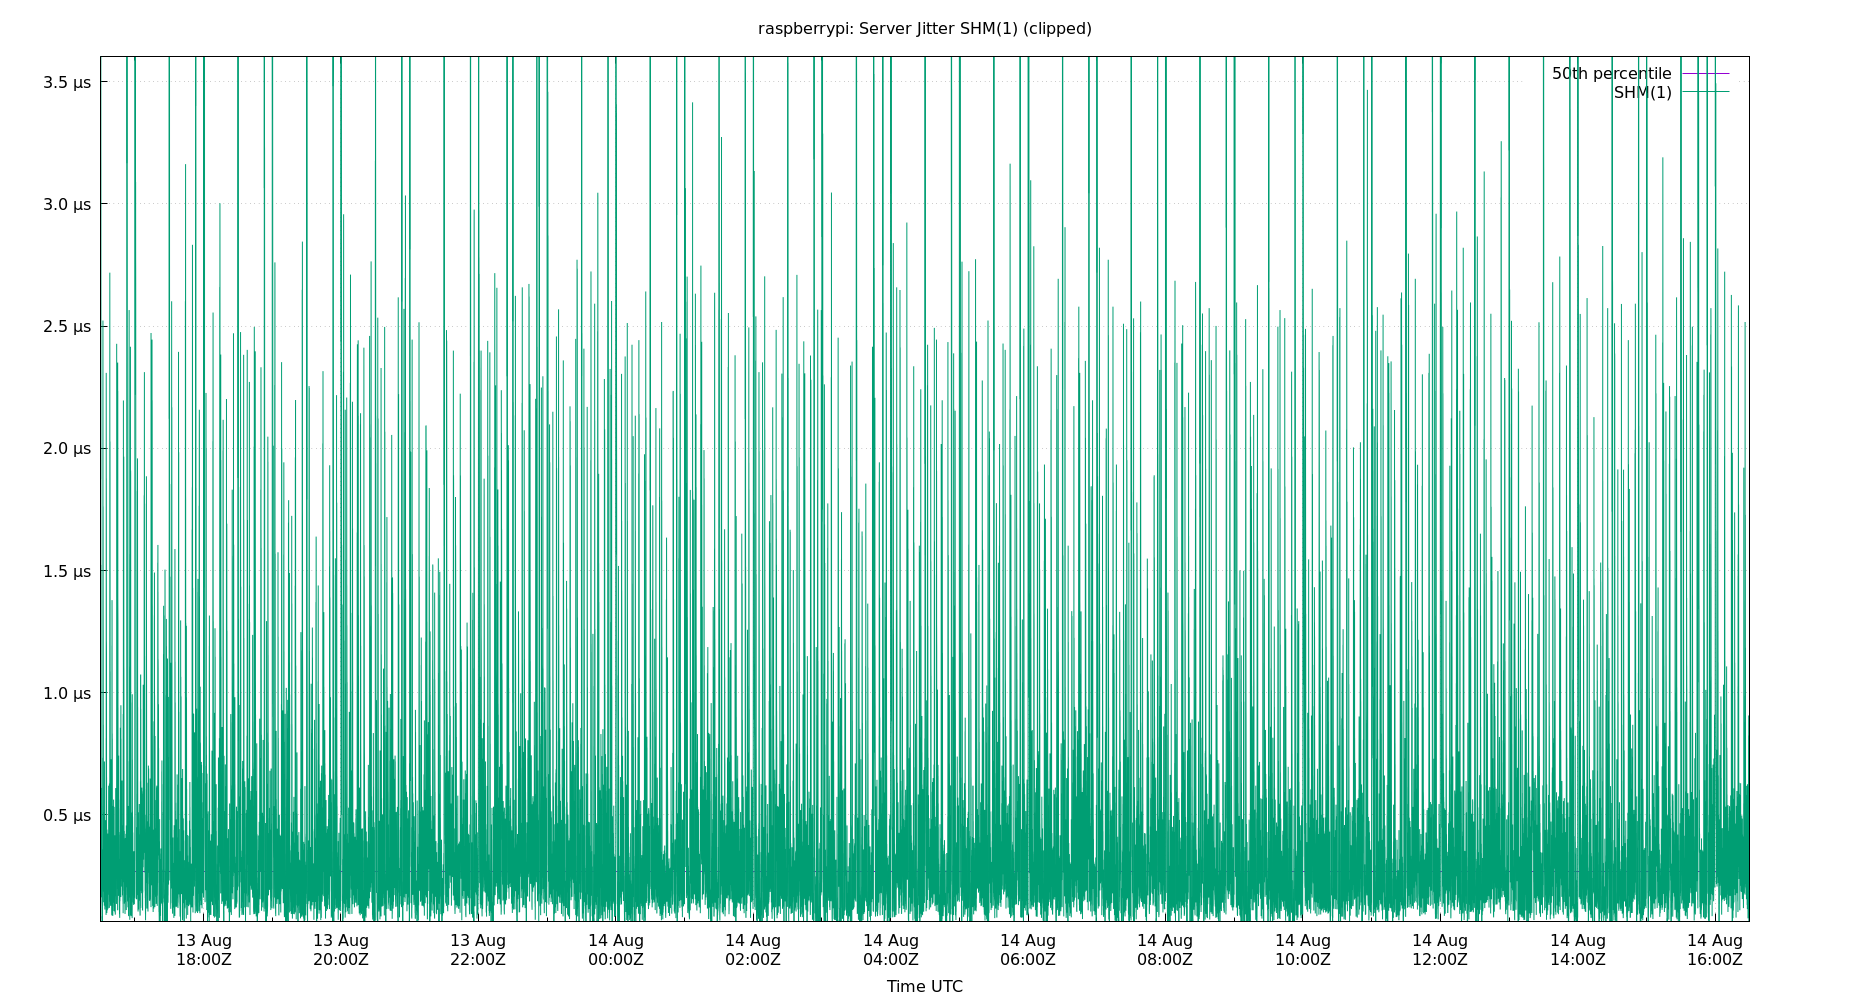 raspberrypi: Server Jitter SHM(1) (clipped)
50th percentile
SHM(1)
3.5 µs
3.0 µs
2.5 µs
2.0 µs
1.5 µs
1.0 µs
0.5 µs
13 Aug 13 Aug 13 Aug 14 Aug 14 Aug 14 Aug 14 Aug 14 Aug 14 Aug 14 Aug 14 Aug 14 Aug
18:00Z 20:00Z 22:00Z 00:00Z 02:00Z 04:00Z 06:00Z 08:00Z 10:00Z 12:00Z 14:00Z 16:00Z
Time UTC